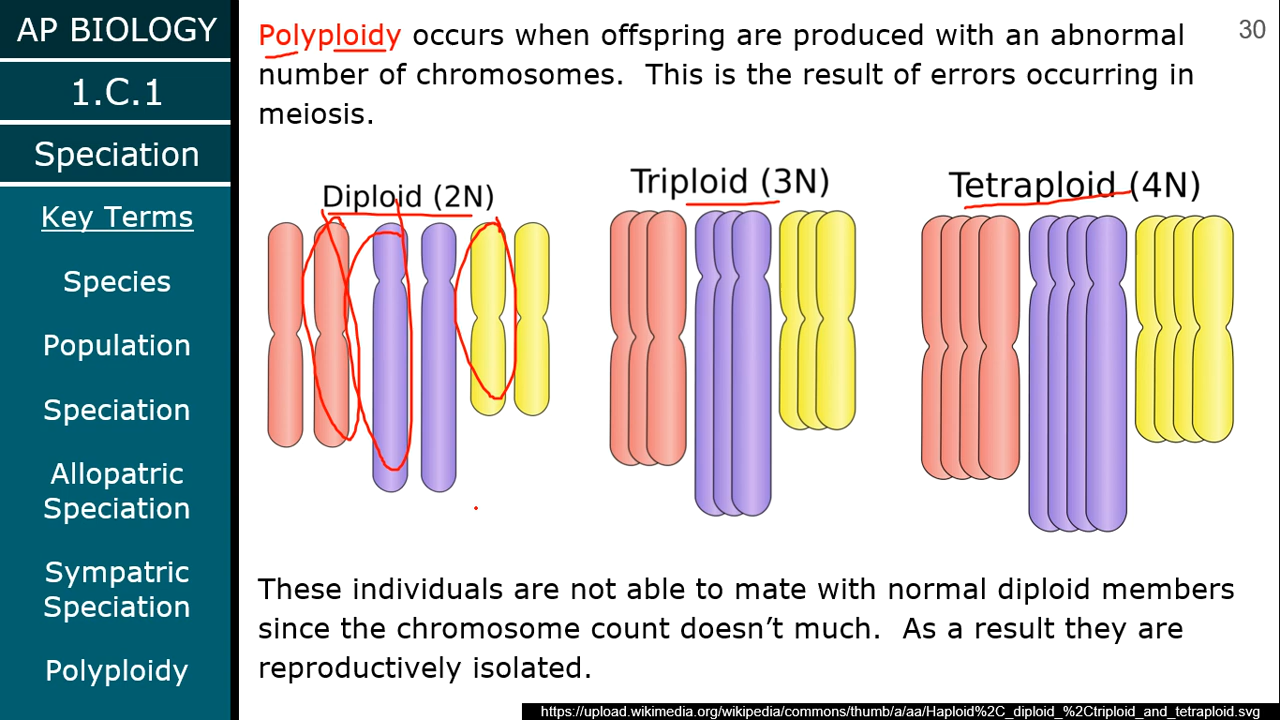 AP BIOLOGY
1.C.1
Speciation
Key Terms
Species
Population
Speciation
Allopatric
Speciation
Sympatric
Speciation
Polyploidy
30
Polyploidy occurs when offspring are produced with an abnormal
number of chromosomes. This is the result of errors occurring in
meiosis.
Diploid (2N)
Triploid (3N)
Tetraploid (4N)
These individuals are not able to mate with normal diploid members
since the chromosome count doesn’t much. As a result they are
reproductively isolated.
https://upload.wikimedia.org/wikipedia/commons/thumb/a/aa/Haploid%2C_diploid_%2Ctriploid_and_tetraploid.svg